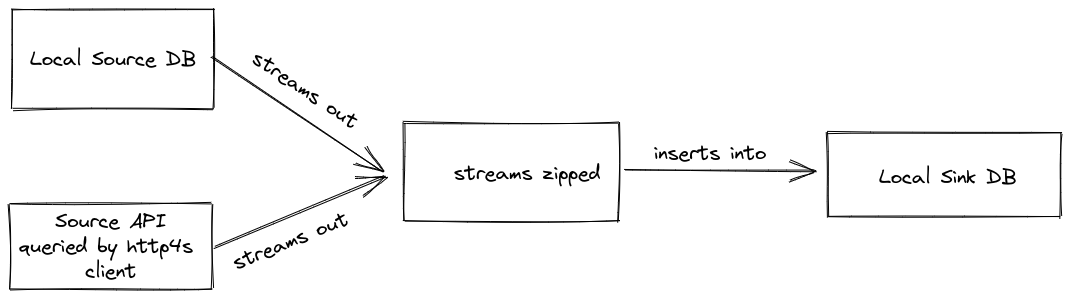 Local Source DB
streams out
streams zipped
inserts into
Local Sink DB
Source API
queried by http4s
client
streams out